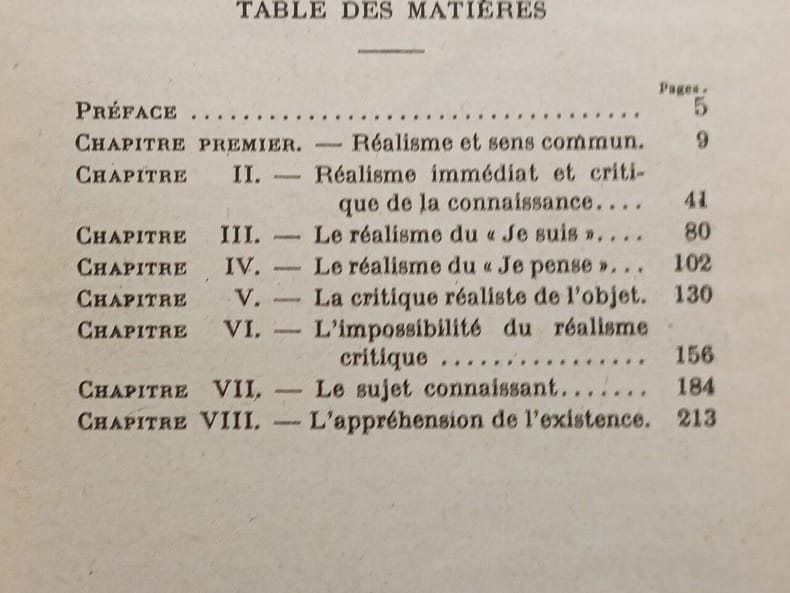 TABLE DES MATIÈRES
Pages.
PRÉFACE ..................................... 5
CHAPITRE PREMIER. — Réalisme et sens commun. 9
CHAPITRE II. — Réalisme immédiat et criti-
que de la connaissance.... 41
CHAPITRE III. — Le réalisme du « Je suis ».... 80
CHAPITRE IV. — Le réalisme du « Je pense »... 102
CHAPITRE V. — La critique réaliste de l'objet. 130
CHAPITRE VI. — L'impossibilité du réalisme
critique ................ 156
CHAPITRE VII. — Le sujet connaissant....... 184
CHAPITRE VIII. — L'appréhension de l'existence. 213